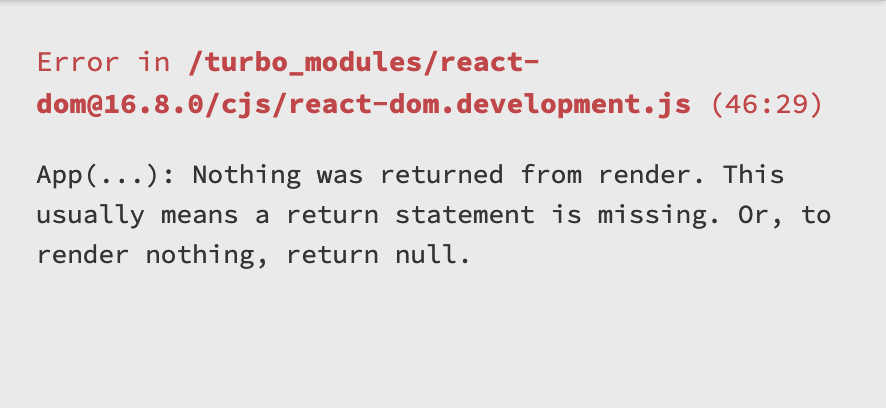 Error in /turbo_modules/react-
dom@16.8.0/cjs/react-dom.development.js (46:29)
App(...): Nothing was returned from render. This
usually means a return statement is missing. Or, to
render nothing, return null.